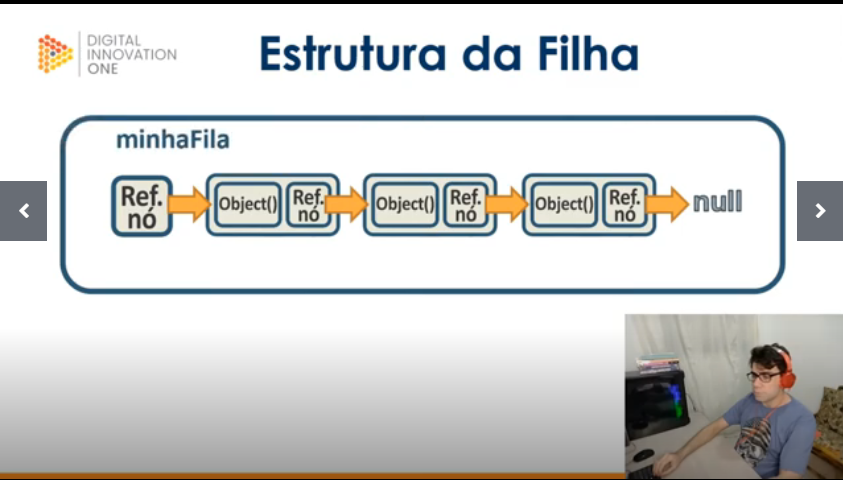 DIGITAL
INNOVATION
ONE
Estrutura da Filha
minhaFila
Ref.
nó
Object()
Ref.
nó
Object()
Ref.
nó
Object()
Ref.
nó
null